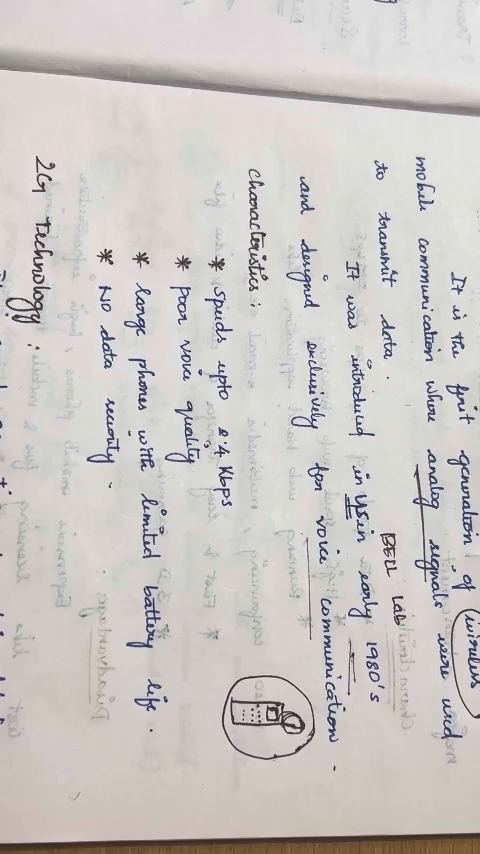 It is the first generation of wireless
mobile communication where analog signals were used
to transmit data.
BELL LAB
It was introduced in US in early 1980's
and designed exclusively for voice communication.
characteristics:
* speeds upto 2.4 Kbps
* poor voice quality
* large phones with limited battery life.
* No data security.
2G Technology: